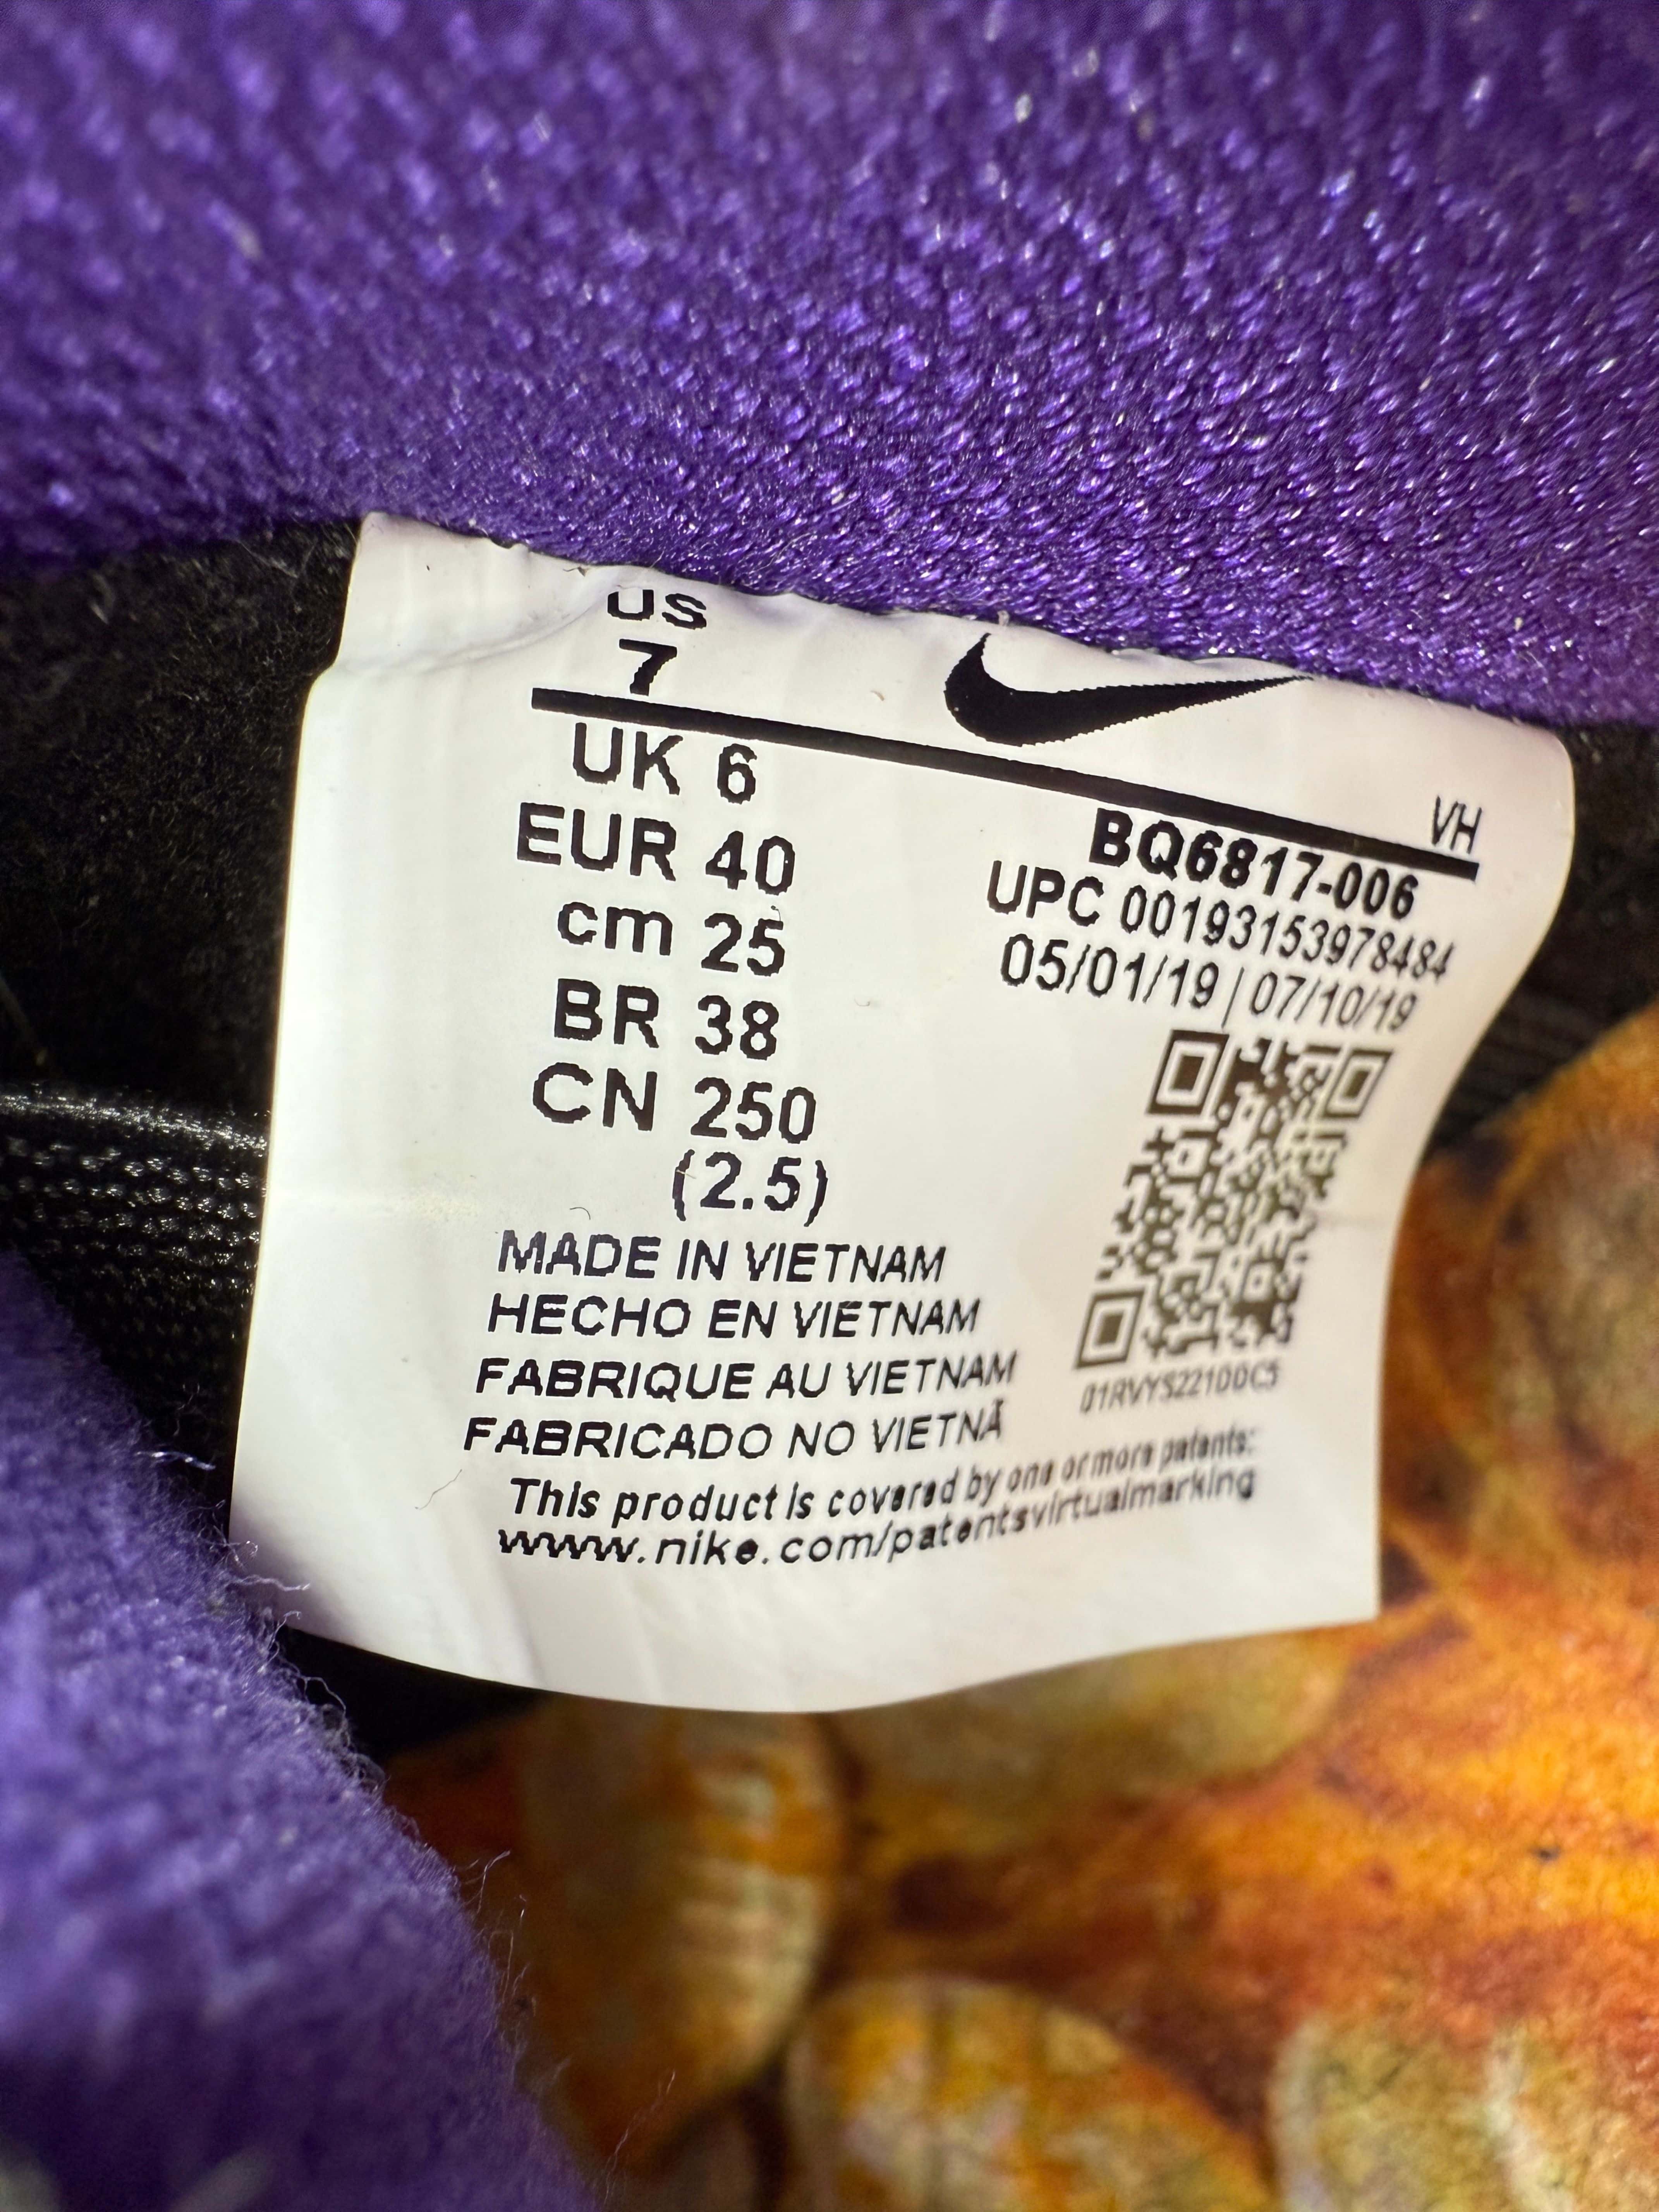 US
7
UK 6
EUR 40
cm 25
BR 38
CN 250
(2.5)
VH
BQ6817-006
UPC 00193153978484
05/01/19 | 07/10/19
01RVYS22100C5
MADE IN VIETNAM
HECHO EN VIETNAM
FABRIQUE AU VIETNAM
FABRICADO NO VIETNÃ
This product is covered by one or more patents:
www.nike.com/patentsvirtualmarking